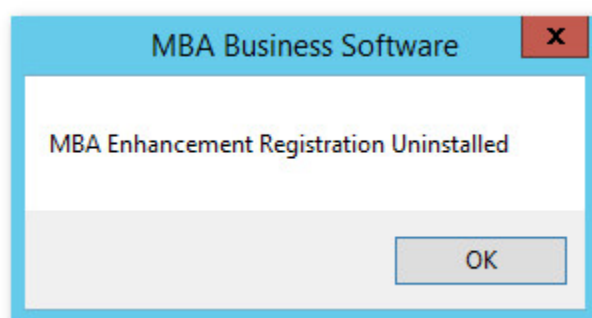 MBA Business Software
x
MBA Enhancement Registration Uninstalled
OK